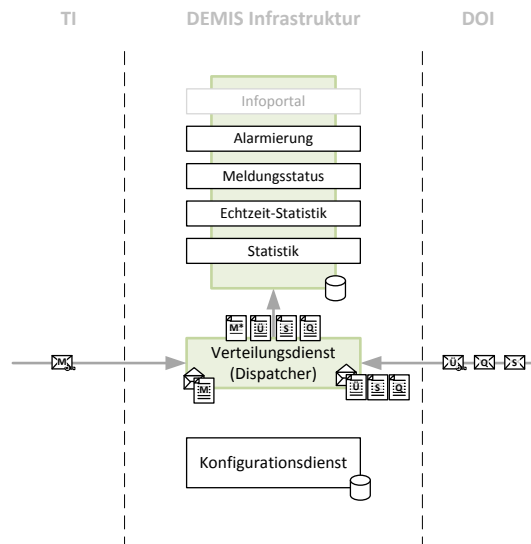 TI DEMIS Infrastruktur DOI
Infoportal
Alarmierung
Meldungsstatus
Echtzeit-Statistik
Statistik
M* Ü S Q
M Verteilungsdienst Ü Q S
(Dispatcher)
M Ü S Q
Konfigurationsdienst